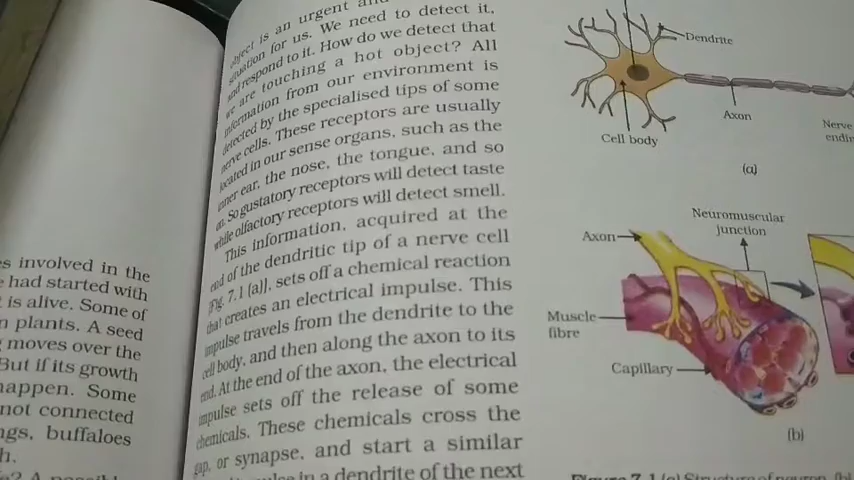 s involved in the
had started with
is alive. Some of
n plants. A seed
moves over the
But if its growth
happen. Some
not connected
ngs, buffaloes
h.
object is an urgent and
situation for us. We need to detect it,
and respond to it. How do we detect that
we are touching a hot object? All
information from our environment is
detected by the specialised tips of some
nerve cells. These receptors are usually
located in our sense organs, such as the
inner ear, the nose, the tongue, and so
on. So gustatory receptors will detect taste
while olfactory receptors will detect smell.
This information, acquired at the
end of the dendritic tip of a nerve cell
[Fig. 7.1 (a)], sets off a chemical reaction
that creates an electrical impulse. This
impulse travels from the dendrite to the
cell body, and then along the axon to its
end. At the end of the axon, the electrical
impulse sets off the release of some
chemicals. These chemicals cross the
gap, or synapse, and start a similar
in a dendrite of the next
Dendrite
Axon
Cell body
Nerve
endin
(a)
Neuromuscular
junction
Axon
Muscle
fibre
Capillary
(b)
Figure 7.1 (a) Structure of neuron, (b)